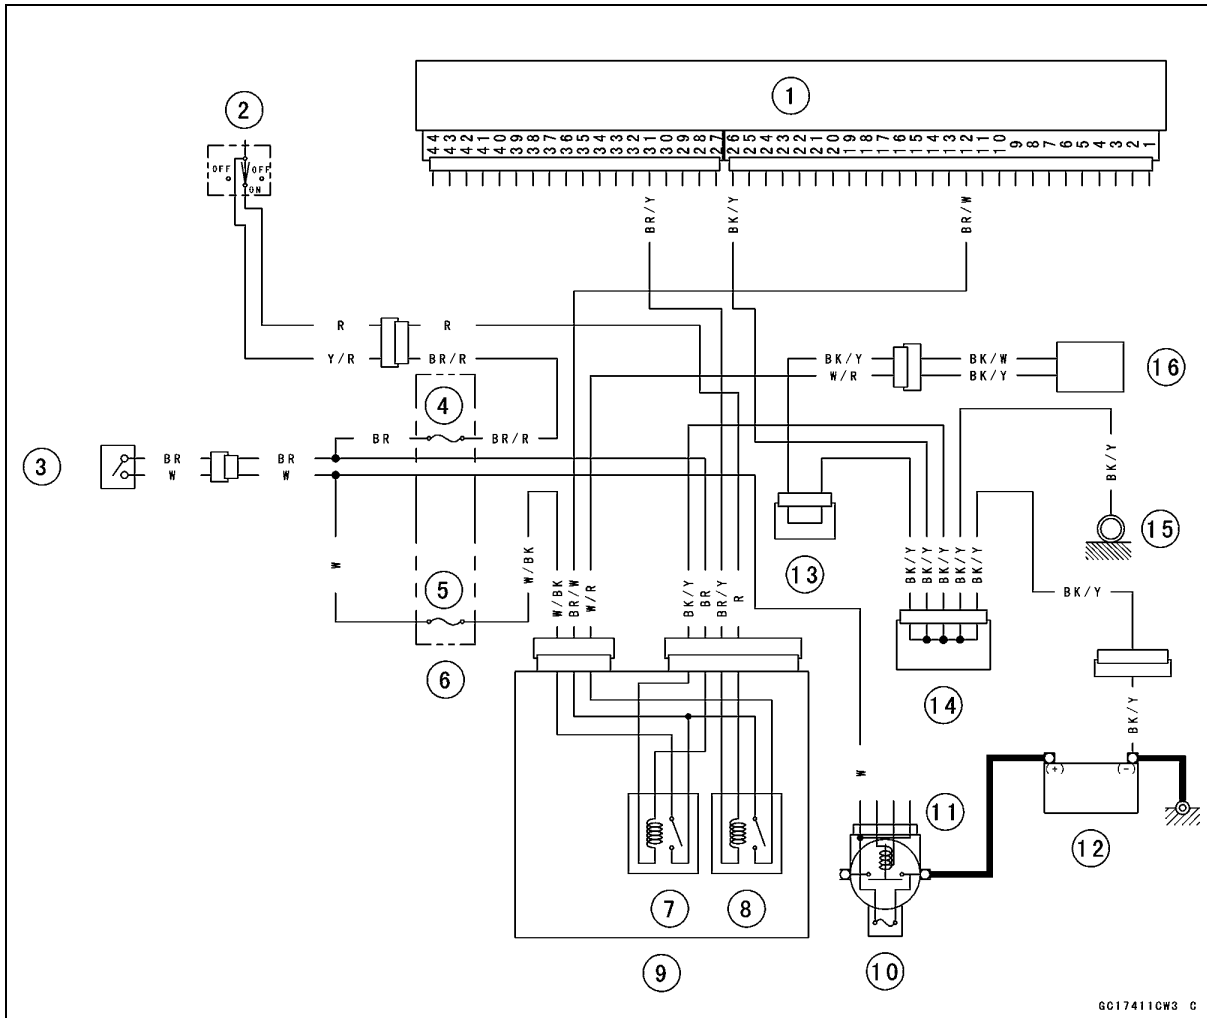 1
2
44 43 42 41 40 39 38 37 36 35 34 33 32 31 30 29 28 27 26 25 24 23 22 21 20 19 18 17 16 15 14 13 12 11 10 9 8 7 6 5 4 3 2 1
OFF OFF
ON
BR/Y BK/Y BR/W
R R
Y/R BR/R
BK/Y BK/W
W/R BK/Y
16
4
BR BR/R
3
BR BR
W W
BK/Y
15
W W/BK
13
5
W/BK BR/W W/R BK/Y BR BR/Y R
BK/Y BK/Y BK/Y BK/Y BK/Y
BK/Y
6
14
BK/Y
W
(+) (-)
11
12
7 8
9
10
GC17411CW3 C